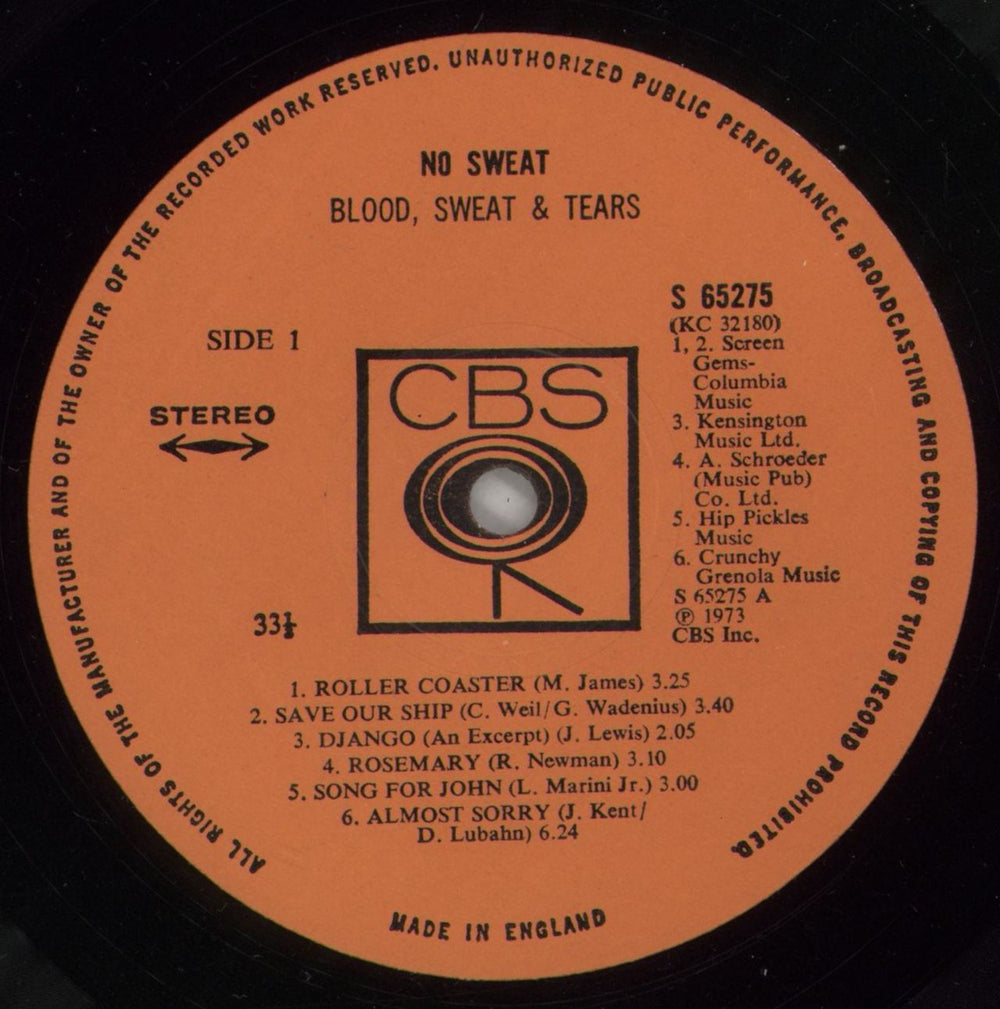 ALL RIGHTS OF THE MANUFACTURER AND OF THE OWNER OF THE RECORDED WORK RESERVED. UNAUTHORIZED PUBLIC PERFORMANCE, BROADCASTING AND COPYING OF THIS RECORD PROHIBITED.
NO SWEAT
BLOOD, SWEAT & TEARS
SIDE 1
STEREO
33⅓
CBS
S 65275
(KC 32180)
1, 2. Screen
Gems-
Columbia
Music
3. Kensington
Music Ltd.
4. A. Schroeder
(Music Pub)
Co. Ltd.
5. Hip Pickles
Music
6. Crunchy
Grenola Music
S 65275 A
℗ 1973
CBS Inc.
1. ROLLER COASTER (M. James) 3.25
2. SAVE OUR SHIP (C. Weil/G. Wadenius) 3.40
3. DJANGO (An Excerpt) (J. Lewis) 2.05
4. ROSEMARY (R. Newman) 3.10
5. SONG FOR JOHN (L. Marini Jr.) 3.00
6. ALMOST SORRY (J. Kent/
D. Lubahn) 6.24
MADE IN ENGLAND